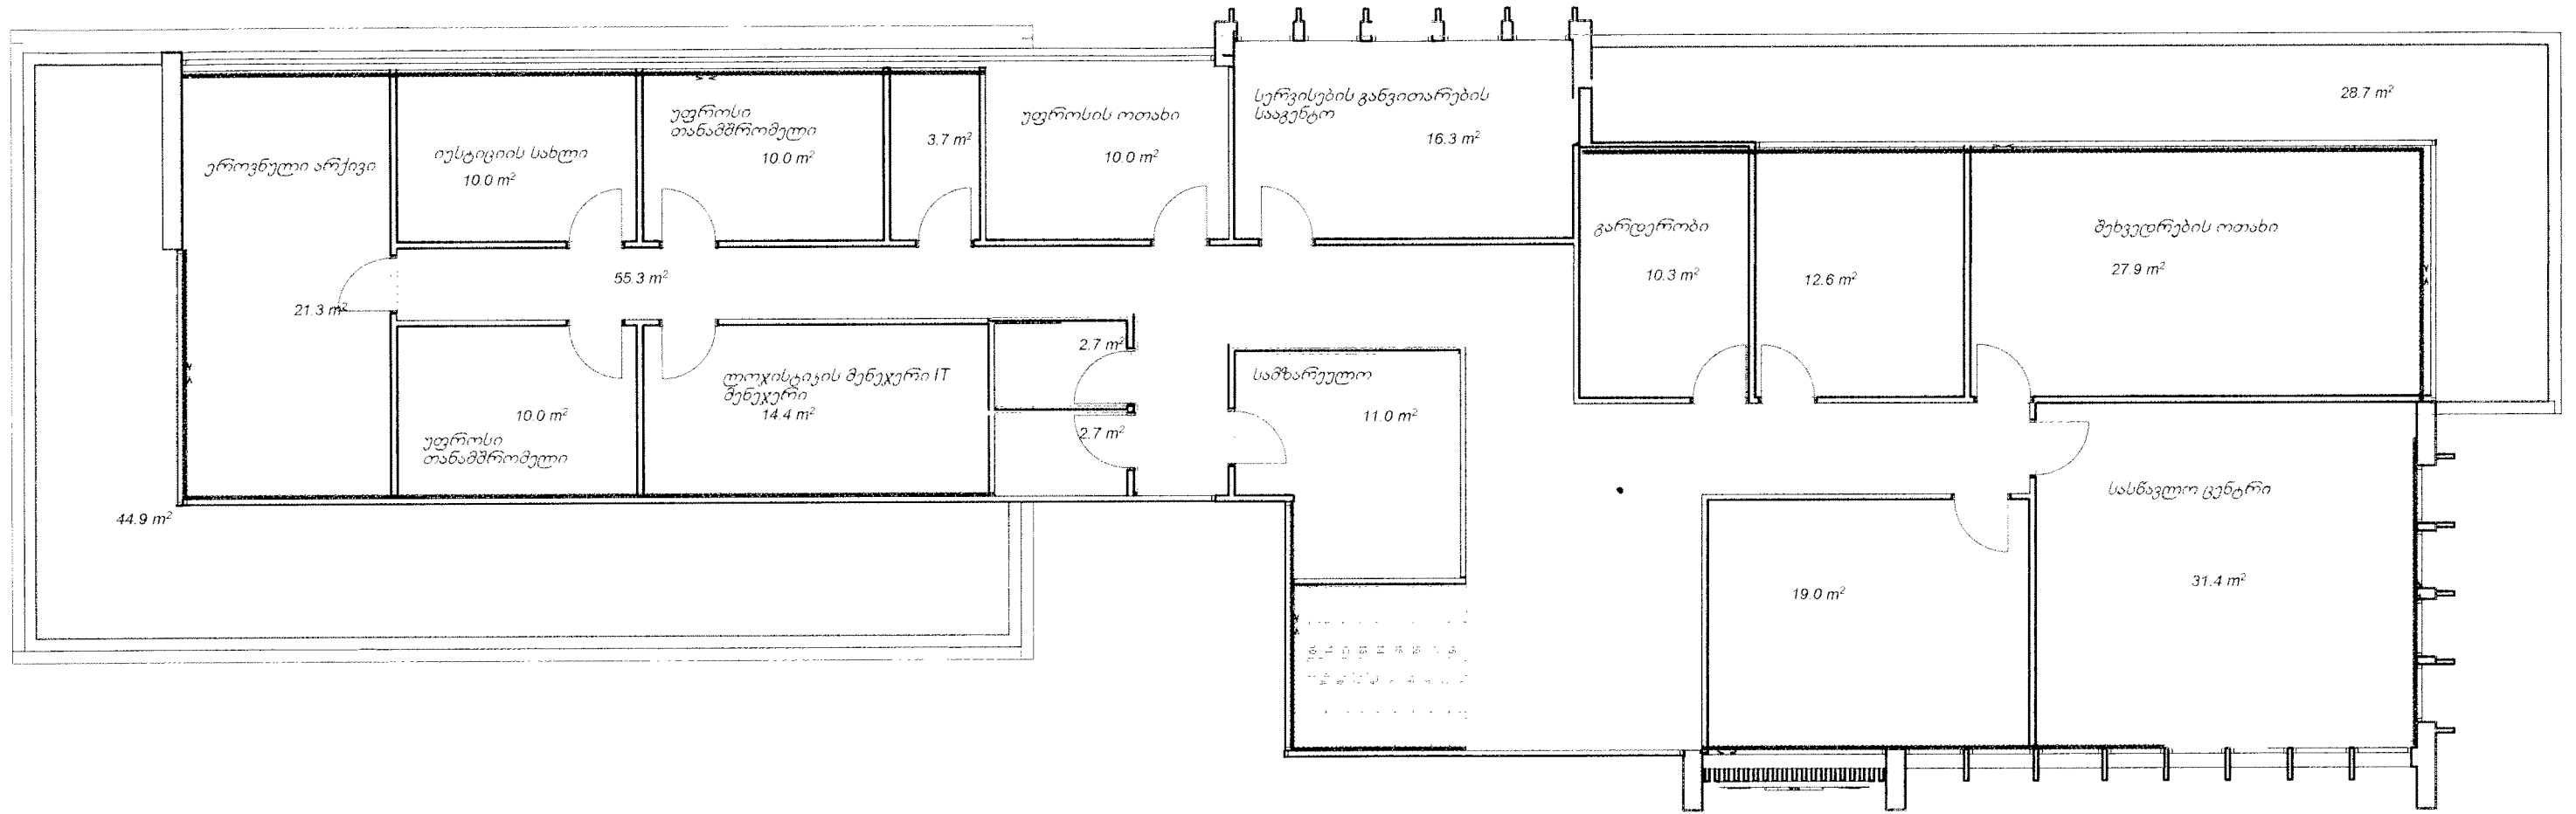 ეროვნული არქივი
21.3 m²
იუსტიციის სახლი
10.0 m²
უფროსი
თანამშრომელი
10.0 m²
3.7 m²
უფროსის ოთახი
10.0 m²
სერვისების განვითარების
სააგენტო
16.3 m²
28.7 m²
გარდერობი
10.3 m²
12.6 m²
შეხვედრების ოთახი
27.9 m²
55.3 m²
10.0 m²
უფროსი
თანამშრომელი
ლოჯისტიკის მენეჯერი IT
მენეჯერი
14.4 m²
2.7 m²
2.7 m²
სამზარეულო
11.0 m²
44.9 m²
19.0 m²
სასწავლო ცენტრი
31.4 m²